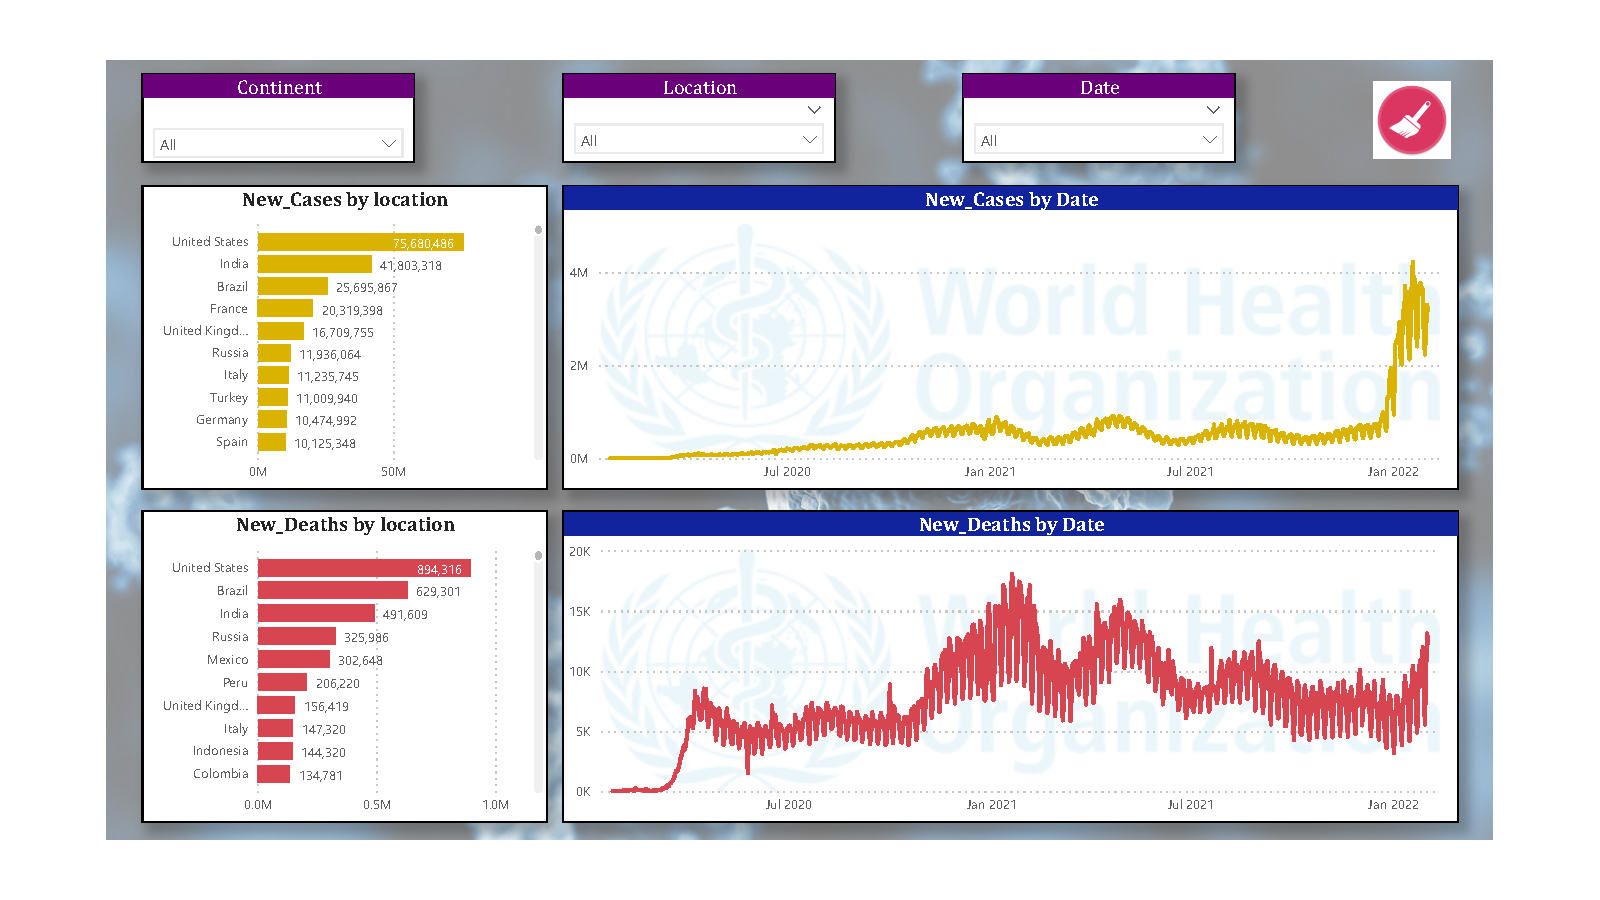 Continent
All
Location
All
Date
All
New_Cases by location
United States 75,680,486
India 41,803,318
Brazil 25,695,867
France 20,319,398
United Kingd... 16,709,755
Russia 11,936,064
Italy 11,235,745
Turkey 11,009,940
Germany 10,474,992
Spain 10,125,348
0M 50M
New_Cases by Date
World Health
Organization
4M
2M
0M
Jul 2020 Jan 2021 Jul 2021 Jan 2022
New_Deaths by location
United States 894,316
Brazil 629,301
India 491,609
Russia 325,986
Mexico 302,648
Peru 206,220
United Kingd... 156,419
Italy 147,320
Indonesia 144,320
Colombia 134,781
0.0M 0.5M 1.0M
New_Deaths by Date
World Health
Organization
20K
15K
10K
5K
0K
Jul 2020 Jan 2021 Jul 2021 Jan 2022